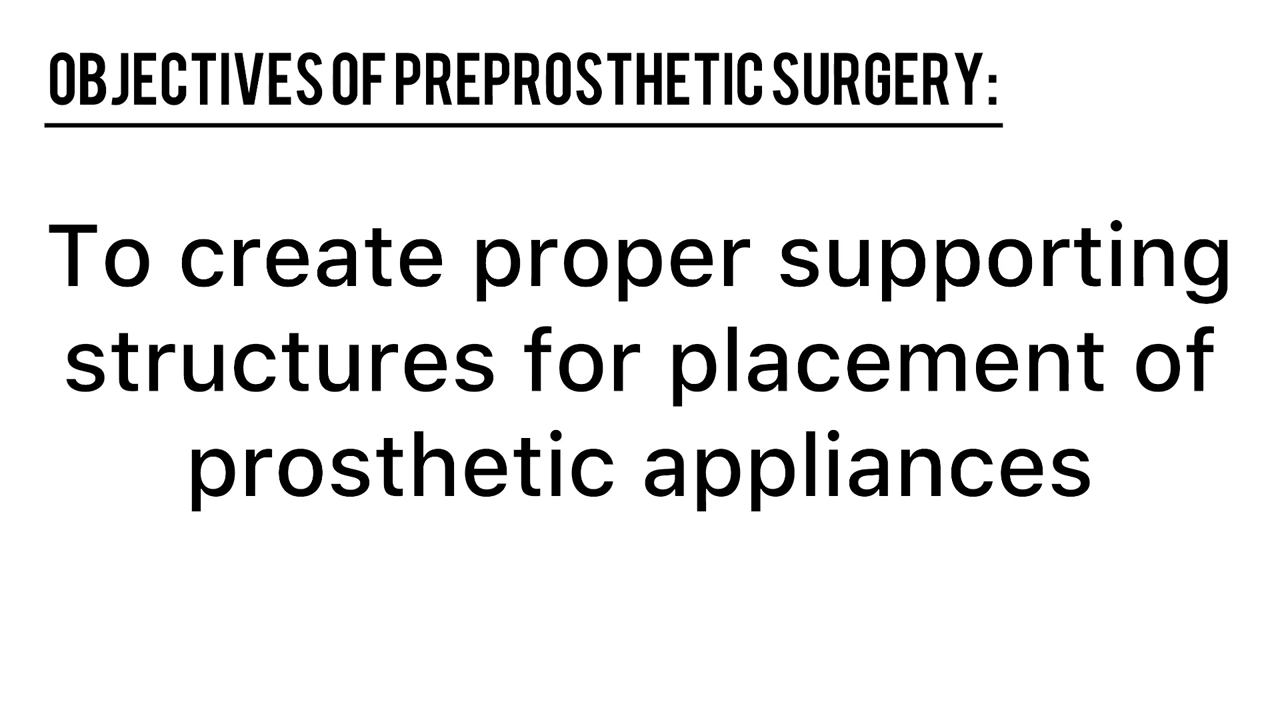 OBJECTIVES OF PREPROSTHETIC SURGERY:
To create proper supporting
structures for placement of
prosthetic appliances